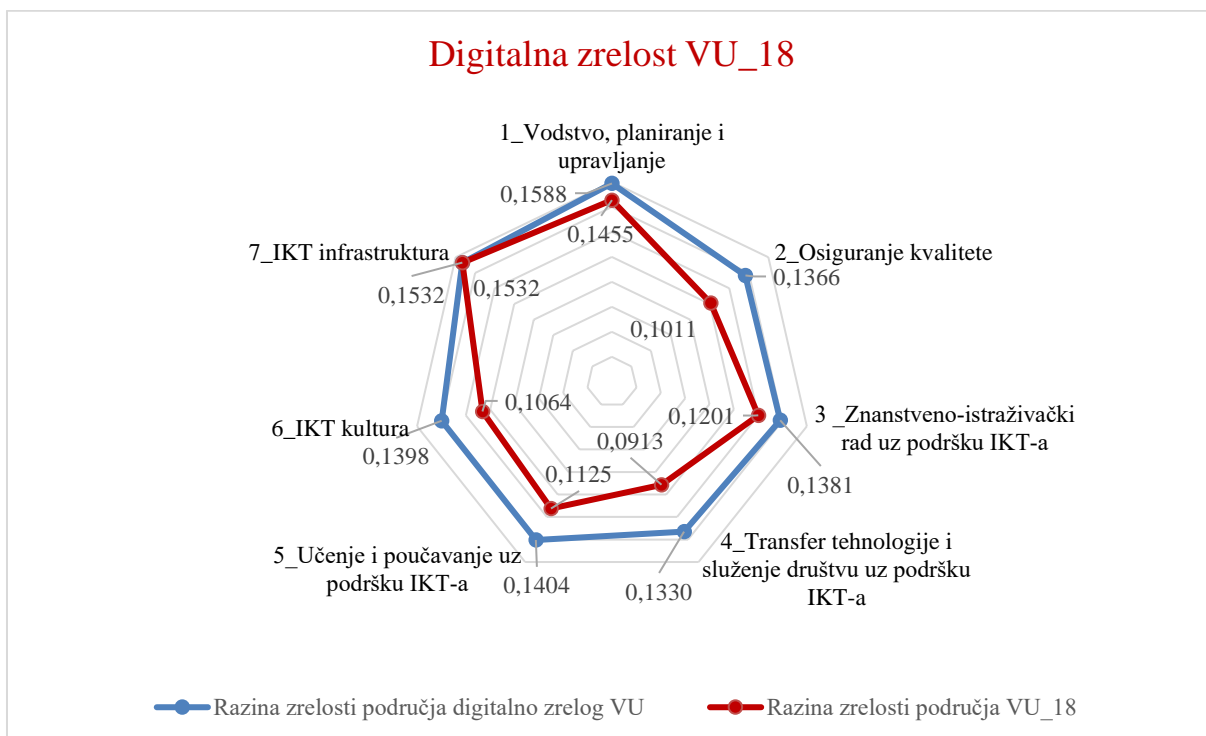 Digitalna zrelost VU_18
1_Vodstvo, planiranje i
upravljanje
0,1588
0,1455
7_IKT infrastruktura
2_Osiguranje kvalitete
0,1366
0,1532
0,1532
0,1011
0,1064
0,1201
3 _Znanstveno-istraživački
rad uz podršku IKT-a
6_IKT kultura
0,1398
0,0913
0,1125
0,1381
4_Transfer tehnologije i
služenje društvu uz podršku
IKT-a
5_Učenje i poučavanje uz
podršku IKT-a
0,1404
0,1330
Razina zrelosti područja digitalno zrelog VU
Razina zrelosti područja VU_18